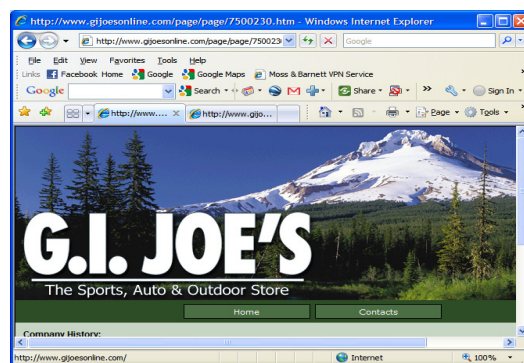 http://www.gijoesonline.com/page/page/7500230.htm - Windows Internet Explorer
http://www.gijoesonline.com/page/page/750023 Google
File Edit View Favorites Tools Help
Links Facebook Home Google Google Maps Moss & Barnett VPN Service
Google Search Share Sign In
http://www.... http://www.gijo... Page Tools
G.I. JOE'S
The Sports, Auto & Outdoor Store
Home Contacts
Company History:
http://www.gijoesonline.com/ Internet 100%